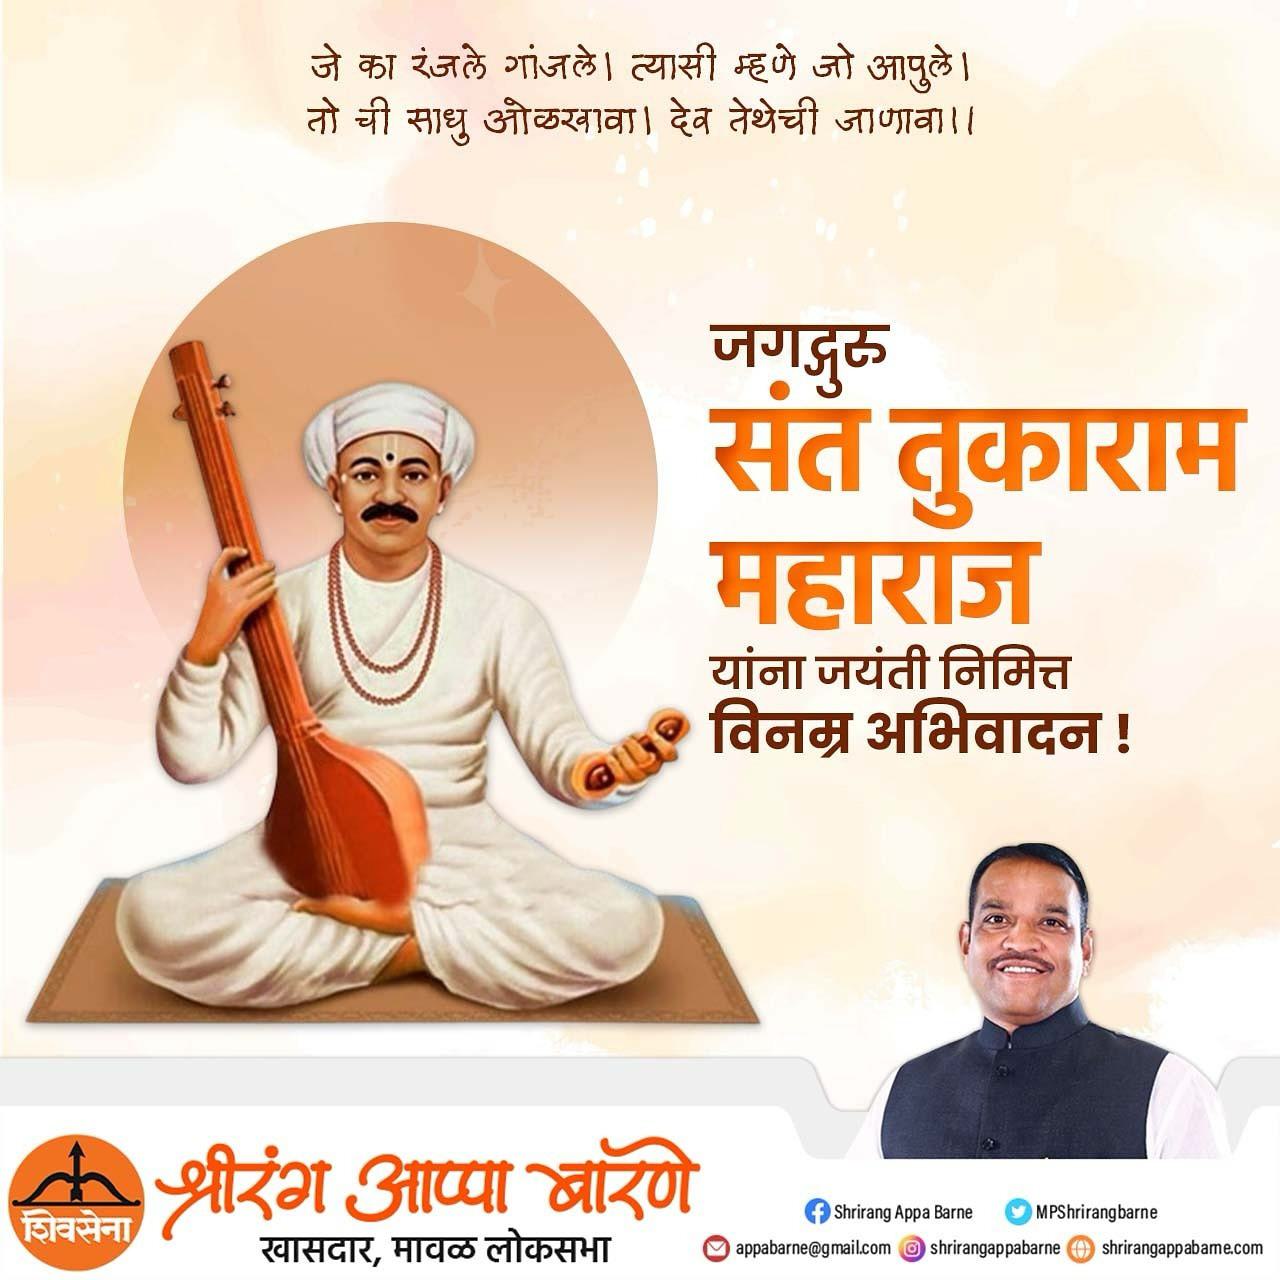 जे का रंजले गांजले। त्यासी म्हणे जो आपुले।
तो ची साधु ओळखावा। देव तेथेची जाणावा।।
जगद्गुरु
संत तुकाराम
महाराज
यांना जयंती निमित्त
विनम्र अभिवादन !
शिवसेना
श्रीरंग आप्पा बारणे
खासदार, मावळ लोकसभा
Shrirang Appa Barne MPShrirangbarne
appabarne@gmail.com shrirangappabarne shrirangappabarne.com